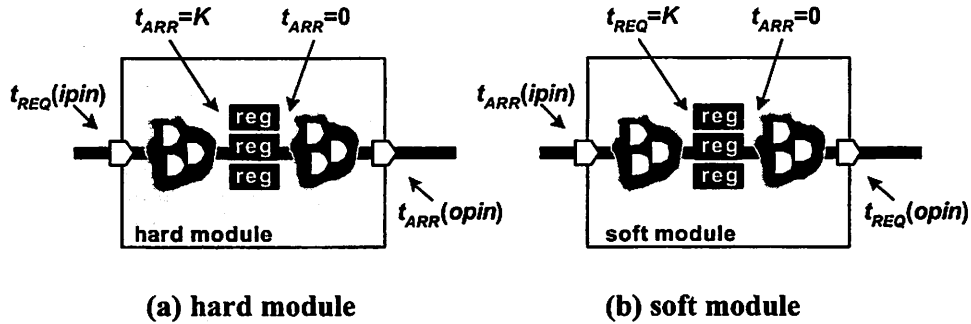 t_ARR=K t_ARR=0
t_REQ(ipin)
reg
reg
reg
t_ARR(opin)
hard module
(a) hard module
t_REQ=K t_ARR=0
t_ARR(ipin)
reg
reg
reg
t_REQ(opin)
soft module
(b) soft module